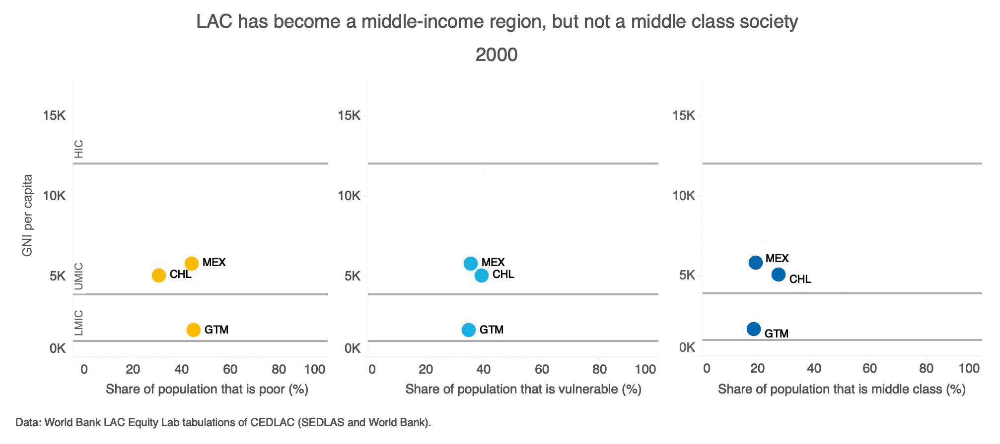 LAC has become a middle-income region, but not a middle class society
2000
GNI per capita
15K
10K
5K
0K
HIC
UMIC
LMIC
CHL
MEX
GTM
0 20 40 60 80 100
Share of population that is poor (%)
15K
10K
5K
0K
MEX
CHL
GTM
0 20 40 60 80 100
Share of population that is vulnerable (%)
15K
10K
5K
0K
MEX
CHL
GTM
0 20 40 60 80 100
Share of population that is middle class (%)
Data: World Bank LAC Equity Lab tabulations of CEDLAC (SEDLAS and World Bank).